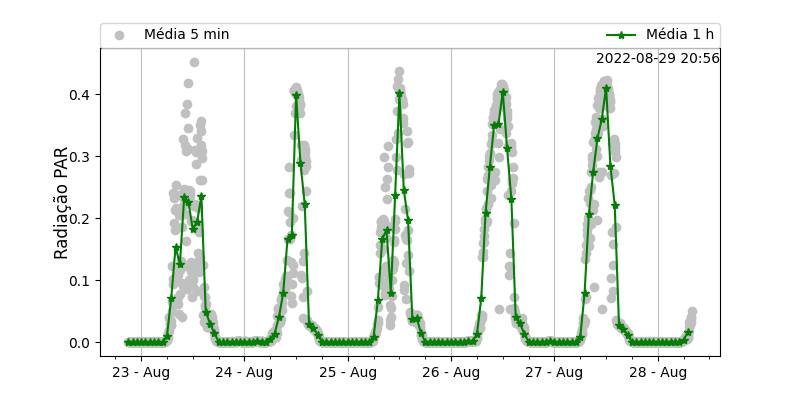 Média 5 min
Média 1 h
2022-08-29 20:56
Radiação PAR
0.4
0.3
0.2
0.1
0.0
23 - Aug
24 - Aug
25 - Aug
26 - Aug
27 - Aug
28 - Aug